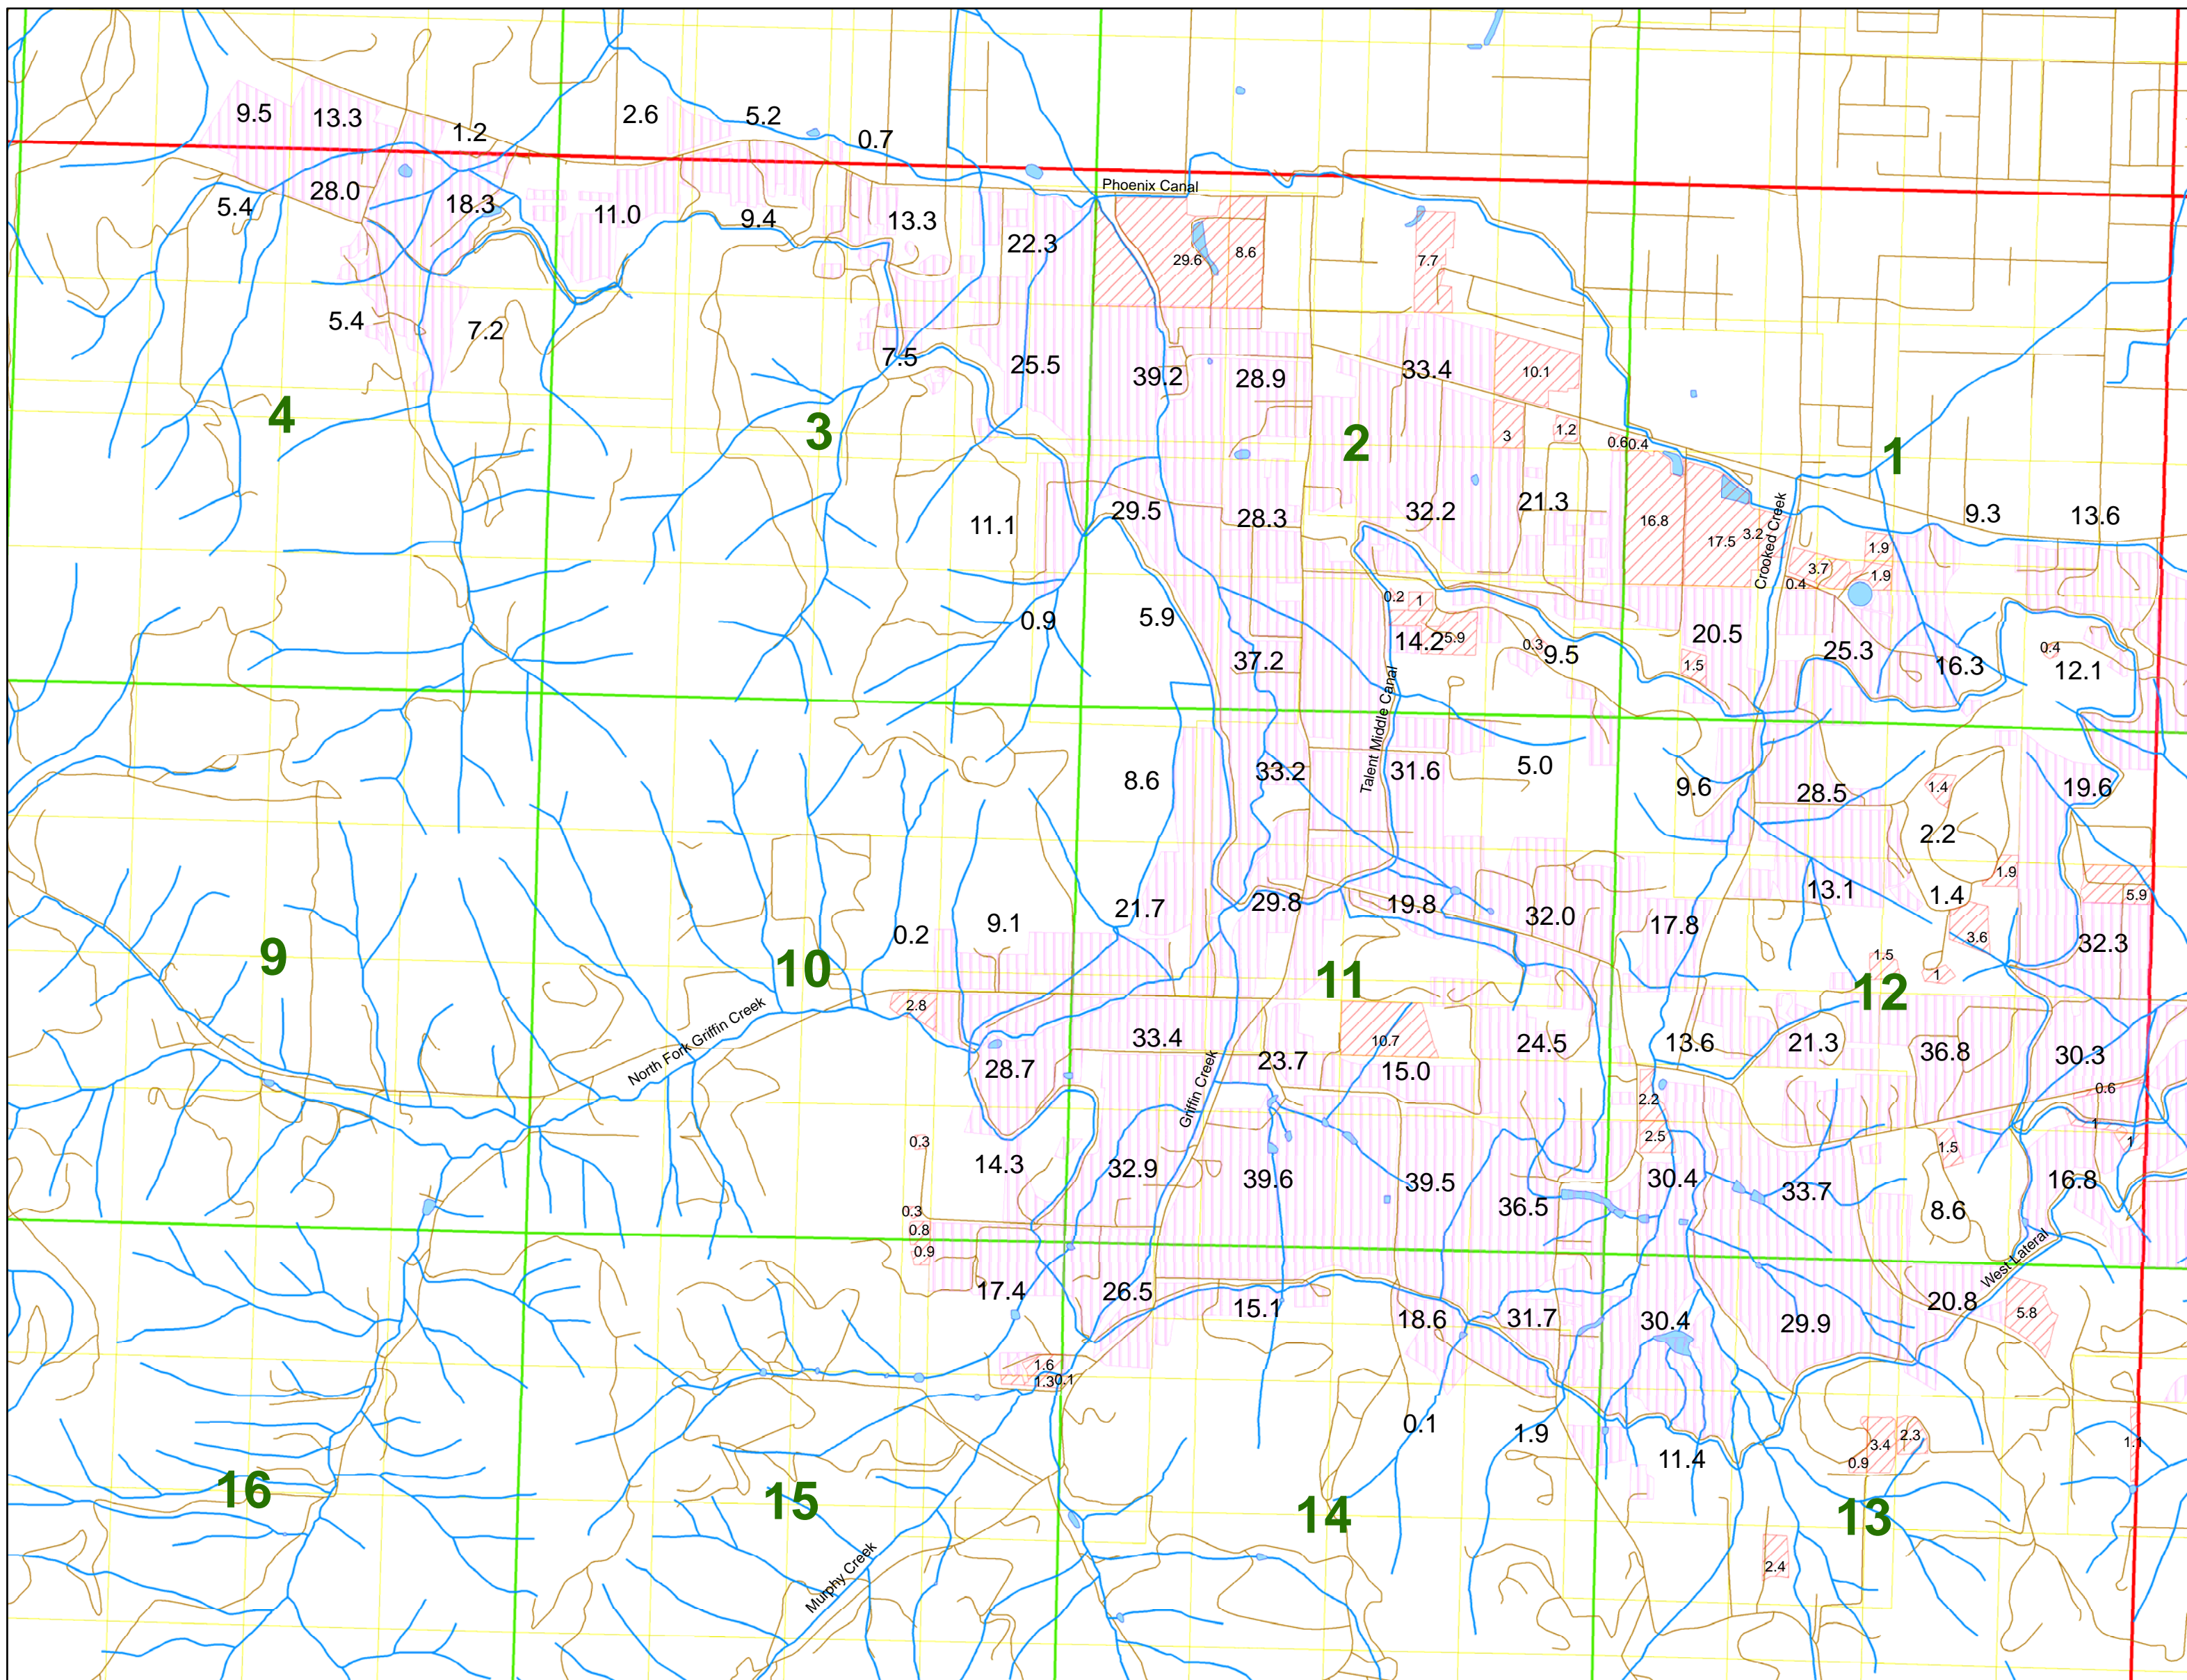 9.5 13.3 1.2 2.6 5.2 0.7
Phoenix Canal
5.4 28.0 18.3 11.0 9.4 13.3 22.3 29.6 8.6 7.7
5.4 7.2 7.5 25.5 39.2 28.9 33.4 10.1
4 3 2 3 1.2 0.6 0.4 1
11.1 29.5 28.3 32.2 21.3 16.8 17.5 3.2 9.3 13.6
Crooked Creek
1.9 3.7 0.4 1.9
0.9 5.9 0.2 1 14.2 5.9 0.3 9.5 20.5 25.3 0.4
37.2 1.5 16.3 12.1
Talent Middle Canal
8.6 33.2 31.6 5.0 9.6 28.5 1.4 19.6
2.2
1.9 13.1 1.4 5.9
0.2 9.1 21.7 29.8 19.8 32.0 17.8 3.6 32.3
9 10 11 1.5 1 12
North Fork Griffin Creek
2.8 28.7 33.4 23.7 10.7 15.0 24.5 13.6 21.3 36.8 30.3
Griffin Creek
2.2 0.6
0.3 2.5 1.5 1 1
14.3 32.9 39.6 39.5 36.5 30.4 33.7 8.6 16.8
0.3
0.8
0.9
West Lateral
17.4 26.5 15.1 18.6 31.7 30.4 29.9 20.8 5.8
1.6
1.3 0.1
0.1 1.9 11.4 3.4 2.3 0.9 1.1
16 15 14 13
Murphy Creek
2.4